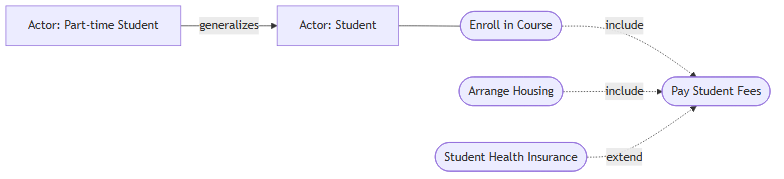 Actor: Part-time Student
generalizes
Actor: Student
Enroll in Course
include
Arrange Housing
include
Pay Student Fees
Student Health Insurance
extend